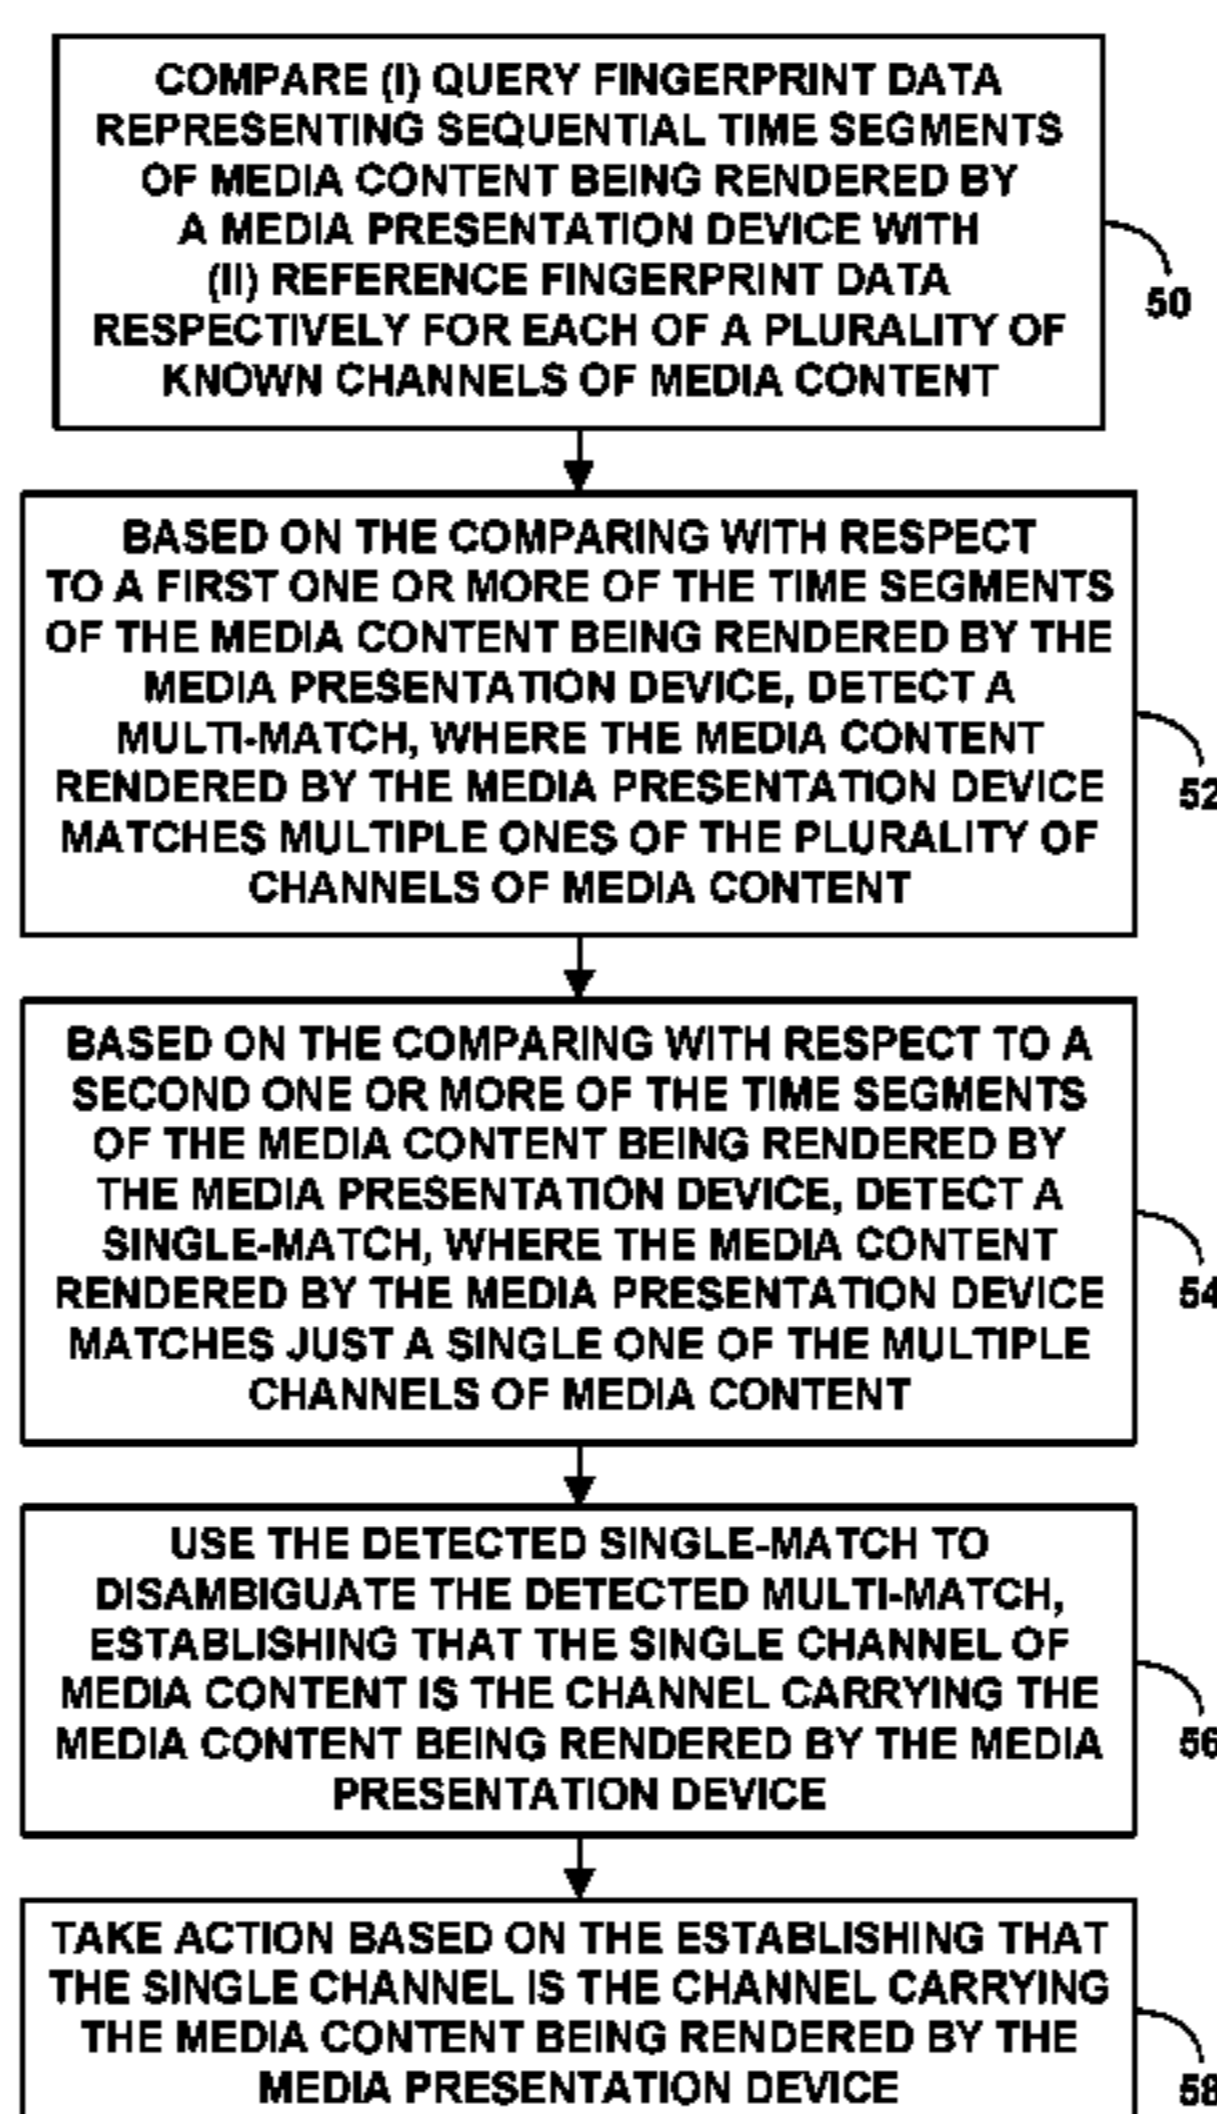 COMPARE (I) QUERY FINGERPRINT DATA
REPRESENTING SEQUENTIAL TIME SEGMENTS
OF MEDIA CONTENT BEING RENDERED BY
A MEDIA PRESENTATION DEVICE WITH
(II) REFERENCE FINGERPRINT DATA
RESPECTIVELY FOR EACH OF A PLURALITY OF
KNOWN CHANNELS OF MEDIA CONTENT
50
BASED ON THE COMPARING WITH RESPECT
TO A FIRST ONE OR MORE OF THE TIME SEGMENTS
OF THE MEDIA CONTENT BEING RENDERED BY THE
MEDIA PRESENTATION DEVICE, DETECT A
MULTI-MATCH, WHERE THE MEDIA CONTENT
RENDERED BY THE MEDIA PRESENTATION DEVICE
MATCHES MULTIPLE ONES OF THE PLURALITY OF
CHANNELS OF MEDIA CONTENT
52
BASED ON THE COMPARING WITH RESPECT TO A
SECOND ONE OR MORE OF THE TIME SEGMENTS
OF THE MEDIA CONTENT BEING RENDERED BY
THE MEDIA PRESENTATION DEVICE, DETECT A
SINGLE-MATCH, WHERE THE MEDIA CONTENT
RENDERED BY THE MEDIA PRESENTATION DEVICE
MATCHES JUST A SINGLE ONE OF THE MULTIPLE
CHANNELS OF MEDIA CONTENT
54
USE THE DETECTED SINGLE-MATCH TO
DISAMBIGUATE THE DETECTED MULTI-MATCH,
ESTABLISHING THAT THE SINGLE CHANNEL OF
MEDIA CONTENT IS THE CHANNEL CARRYING THE
MEDIA CONTENT BEING RENDERED BY THE MEDIA
PRESENTATION DEVICE
56
TAKE ACTION BASED ON THE ESTABLISHING THAT
THE SINGLE CHANNEL IS THE CHANNEL CARRYING
THE MEDIA CONTENT BEING RENDERED BY THE
MEDIA PRESENTATION DEVICE
58